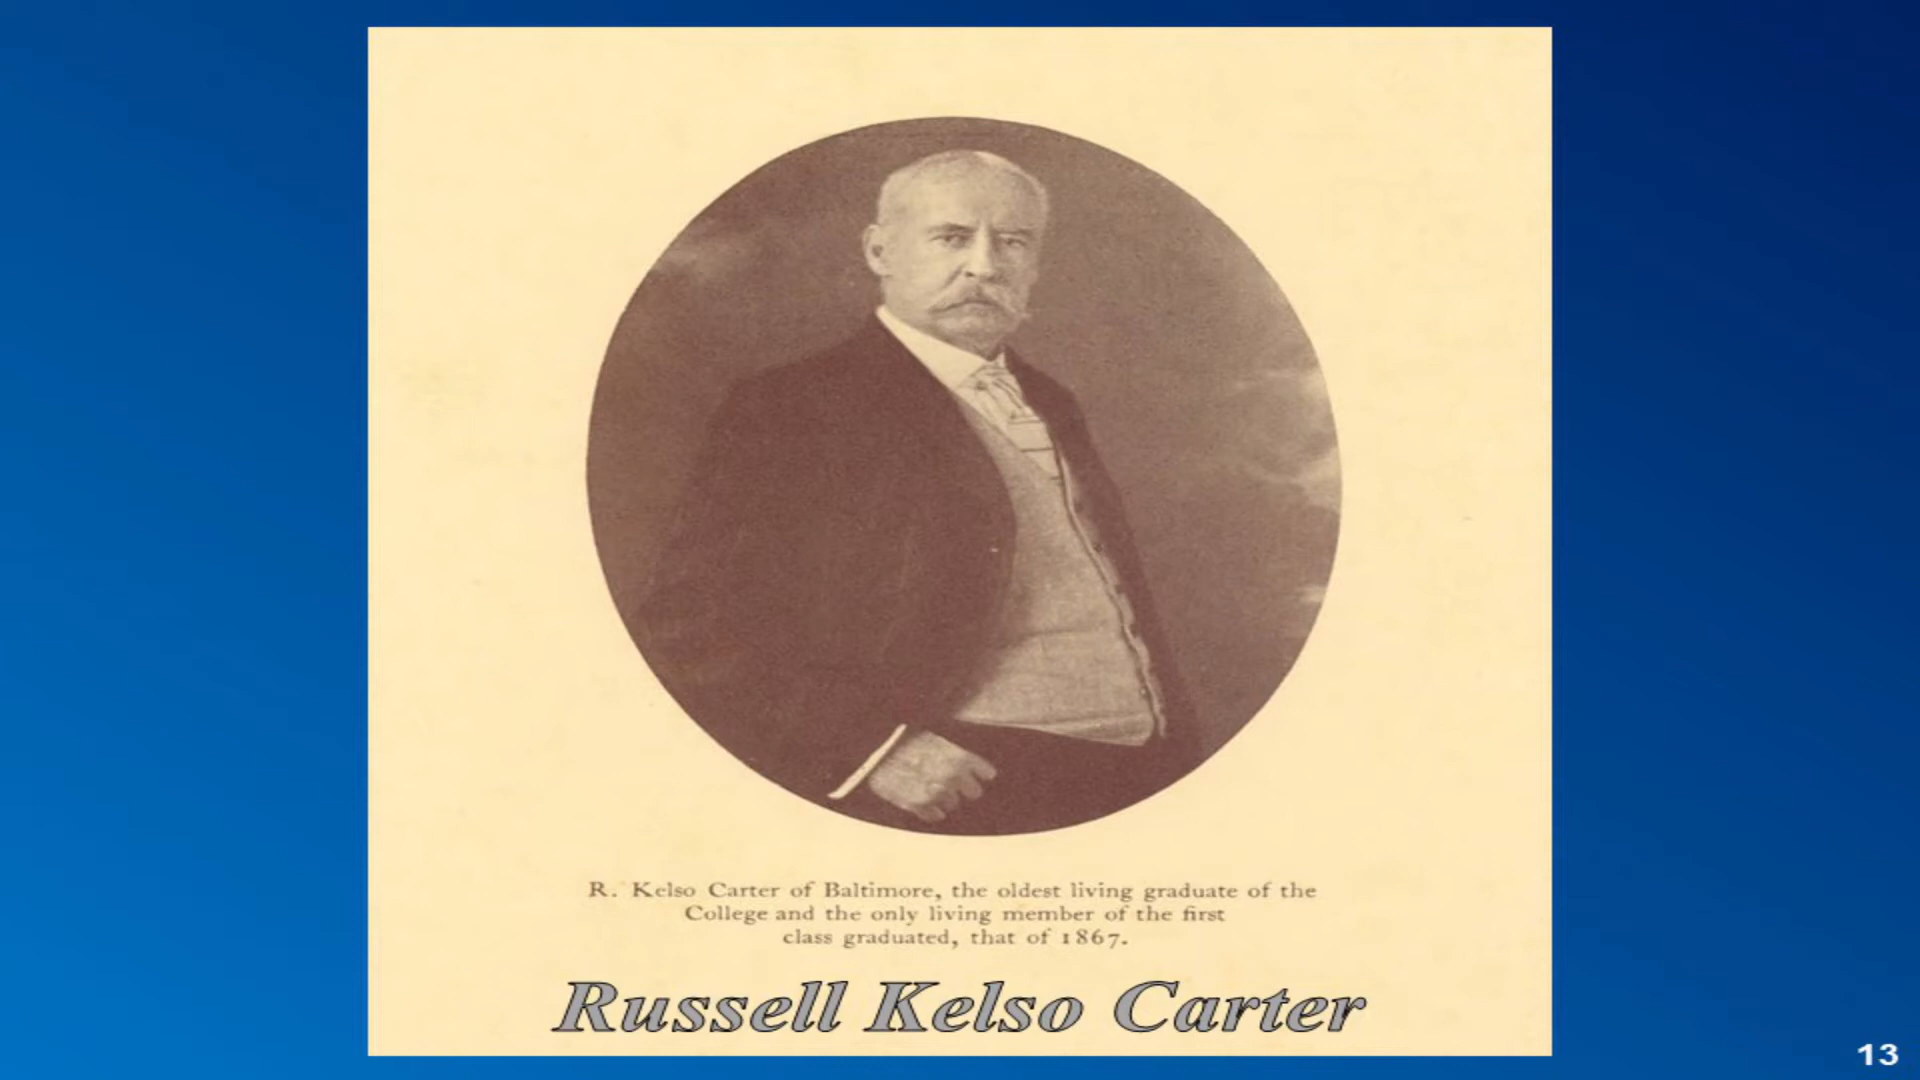 R. Kelso Carter of Baltimore, the oldest living graduate of the
College and the only living member of the first
class graduated, that of 1867.
Russell Kelso Carter
13